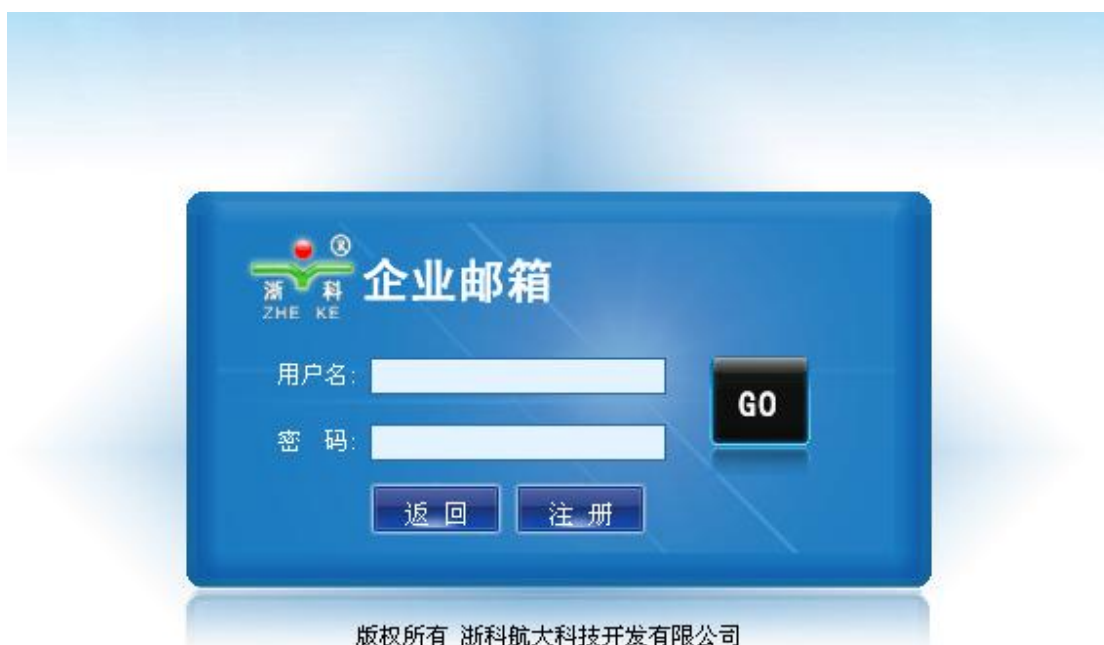 ®
浙 科 企业邮箱
ZHE KE
用户名:
GO
密 码:
返 回 注 册
版权所有 浙科航大科技开发有限公司